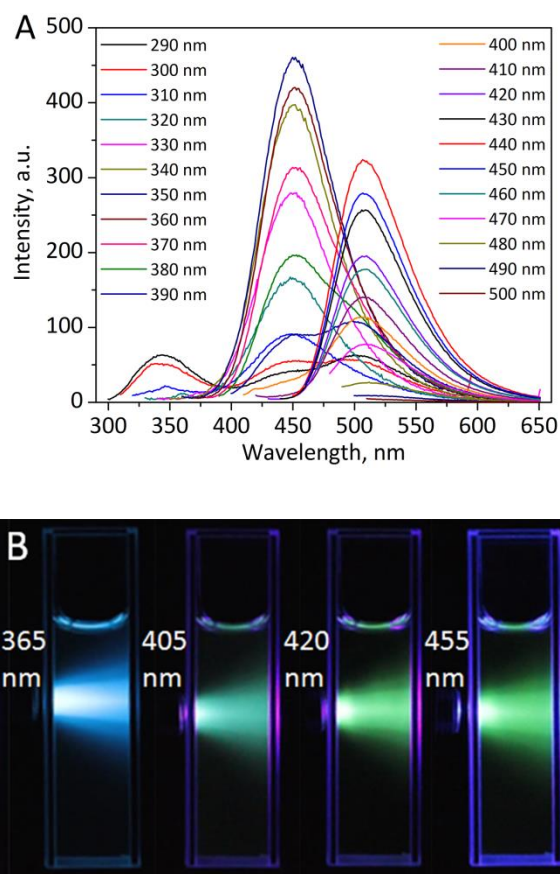 A
500
400
300
200
100
0
Intensity, a.u.
290 nm
300 nm
310 nm
320 nm
330 nm
340 nm
350 nm
360 nm
370 nm
380 nm
390 nm
400 nm
410 nm
420 nm
430 nm
440 nm
450 nm
460 nm
470 nm
480 nm
490 nm
500 nm
300 350 400 450 500 550 600 650
Wavelength, nm
B
365
nm
405
nm
420
nm
455
nm